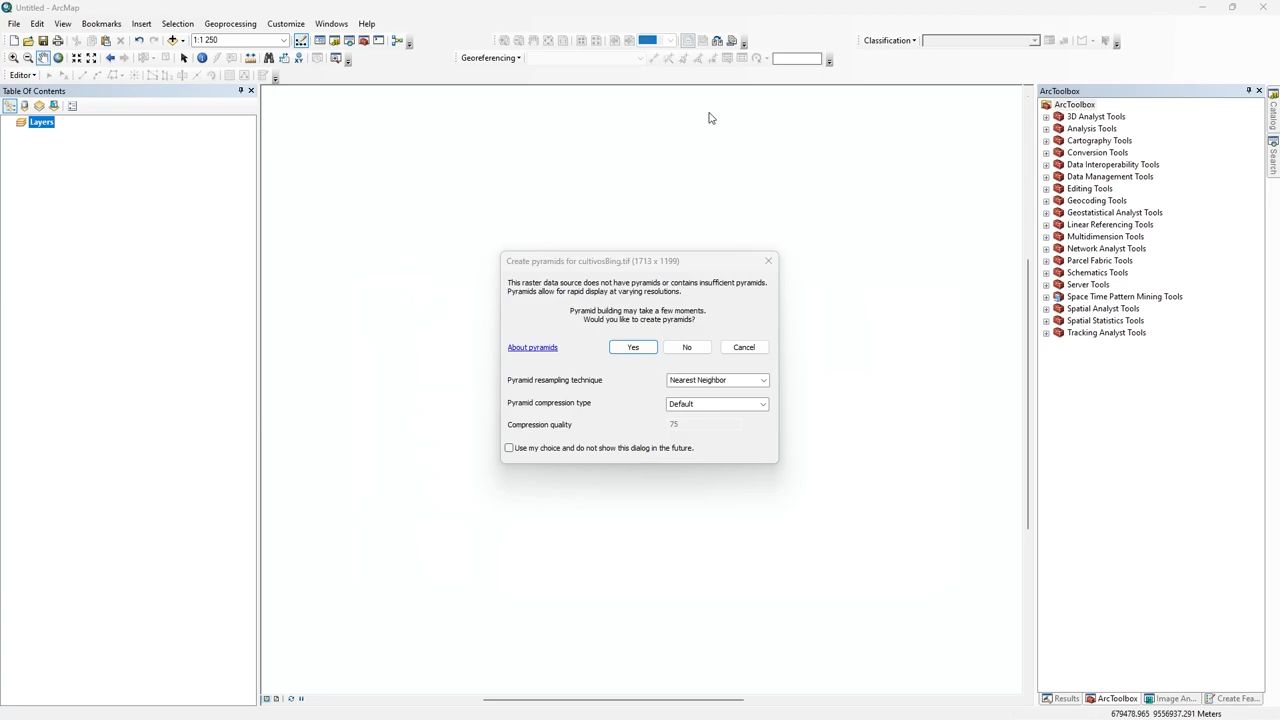 Untitled - ArcMap
File Edit View Bookmarks Insert Selection Geoprocessing Customize Windows Help
1:1 250
Classification
Georeferencing
Editor
Table Of Contents
Layers
Create pyramids for cultivosBing.tif (1713 x 1199)
This raster data source does not have pyramids or contains insufficient pyramids.
Pyramids allow for rapid display at varying resolutions.
Pyramid building may take a few moments.
Would you like to create pyramids?
About pyramids
Yes
No
Cancel
Pyramid resampling technique
Nearest Neighbor
Pyramid compression type
Default
Compression quality
75
Use my choice and do not show this dialog in the future.
ArcToolbox
ArcToolbox
3D Analyst Tools
Analysis Tools
Cartography Tools
Conversion Tools
Data Interoperability Tools
Data Management Tools
Editing Tools
Geocoding Tools
Geostatistical Analyst Tools
Linear Referencing Tools
Multidimension Tools
Network Analyst Tools
Parcel Fabric Tools
Schematics Tools
Server Tools
Space Time Pattern Mining Tools
Spatial Analyst Tools
Spatial Statistics Tools
Tracking Analyst Tools
Catalog
Search
Results
ArcToolbox
Image An...
Create Fea...
679478.965 9556937.291 Meters